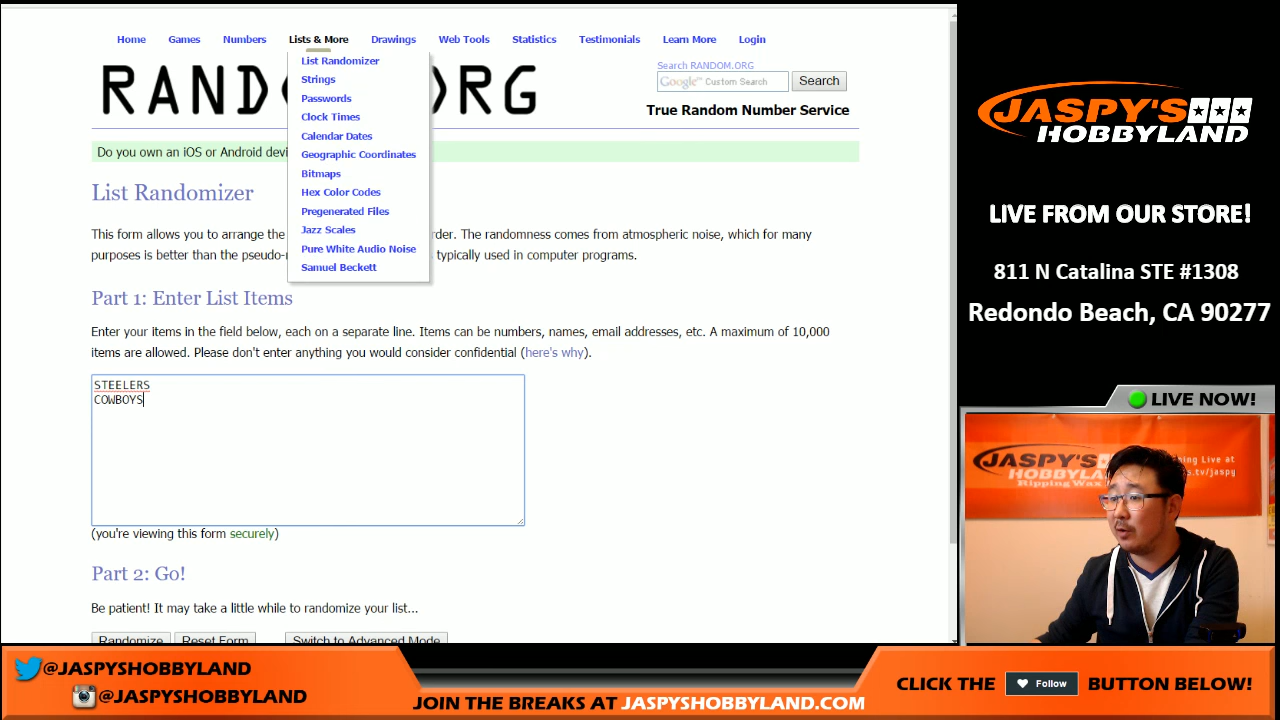 Home Games Numbers Lists & More Drawings Web Tools Statistics Testimonials Learn More Login
List Randomizer
Strings
Passwords
Clock Times
Calendar Dates
Geographic Coordinates
Bitmaps
Hex Color Codes
Pregenerated Files
Jazz Scales
Pure White Audio Noise
Samuel Beckett
RAND RG
Search RANDOM.ORG
Google™ Custom Search Search
True Random Number Service
Do you own an iOS or Android devi
List Randomizer
This form allows you to arrange the rder. The randomness comes from atmospheric noise, which for many
purposes is better than the pseudo-r typically used in computer programs.
Part 1: Enter List Items
Enter your items in the field below, each on a separate line. Items can be numbers, names, email addresses, etc. A maximum of 10,000
items are allowed. Please don't enter anything you would consider confidential (here's why).
STEELERS
COWBOYS
(you're viewing this form securely)
Part 2: Go!
Be patient! It may take a little while to randomize your list...
Randomize Reset Form Switch to Advanced Mode
JASPY'S
HOBBYLAND
LIVE FROM OUR STORE!
811 N Catalina STE #1308
Redondo Beach, CA 90277
LIVE NOW!
JASPY'S
Ripping Wax
hing Live at
s.tv/jaspy
@JASPYSHOBBYLAND
@JASPYSHOBBYLAND
JOIN THE BREAKS AT JASPYSHOBBYLAND.COM
CLICK THE Follow BUTTON BELOW!